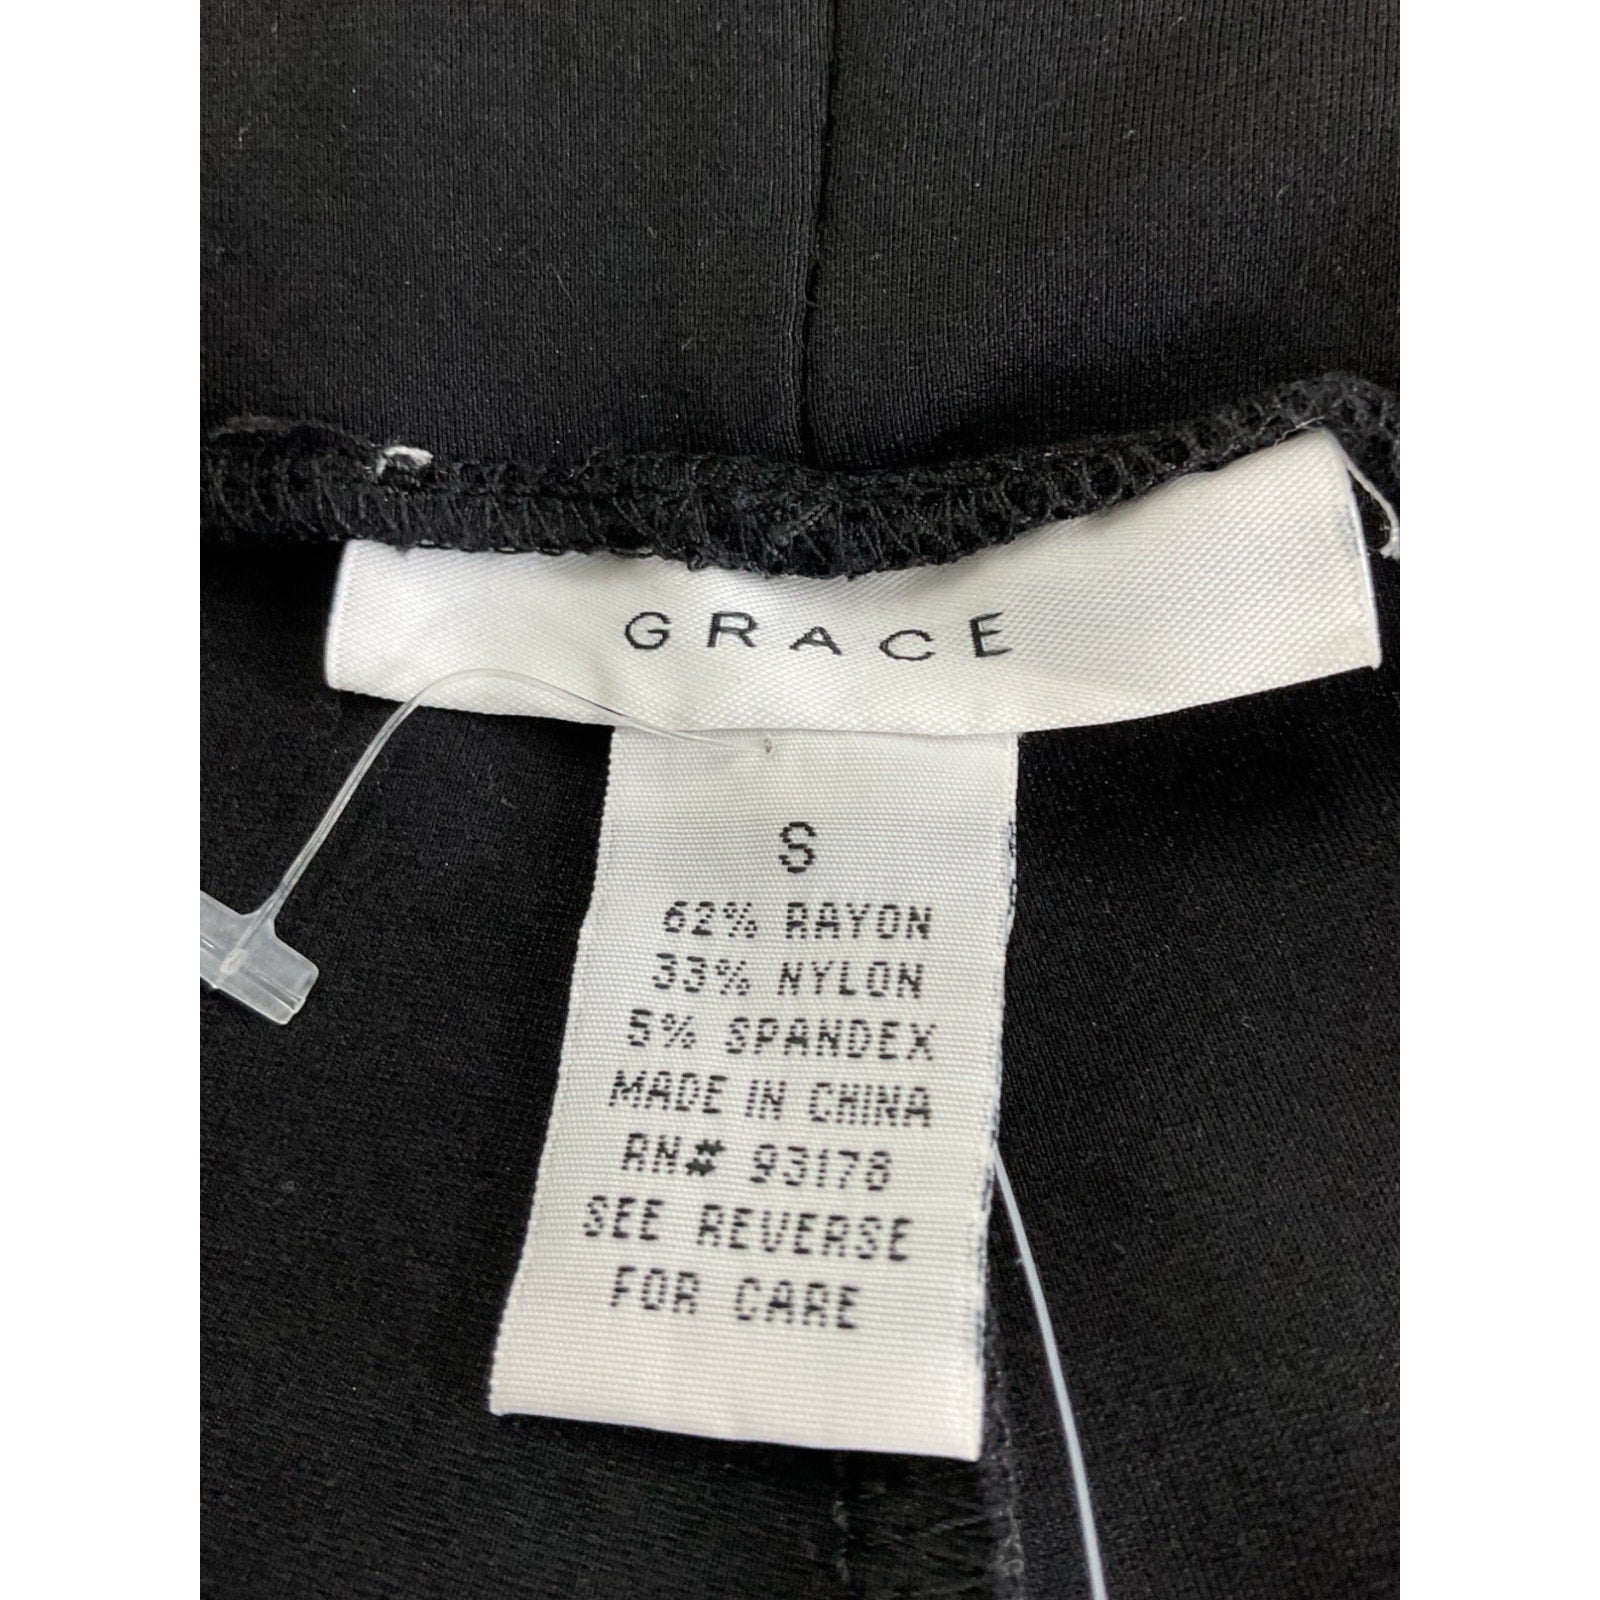 GRACE
S
62% RAYON
33% NYLON
5% SPANDEX
MADE IN CHINA
RN# 93178
SEE REVERSE
FOR CARE